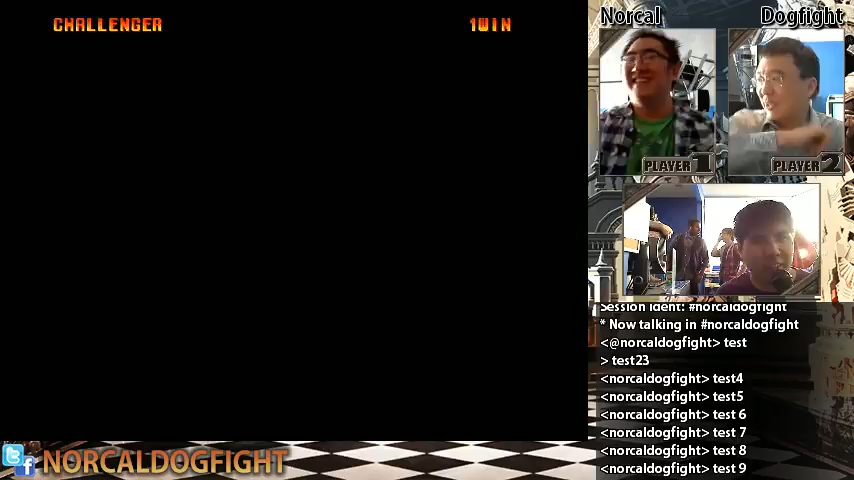 CHALLENGER
1WIN
Norcal
Dogfight
PLAYER 1
PLAYER 2
Session Ident: #norcaldogfight
* Now talking in #norcaldogfight
<@norcaldogfight> test
> test23
<norcaldogfight> test4
<norcaldogfight> test5
<norcaldogfight> test 6
<norcaldogfight> test 7
<norcaldogfight> test 8
<norcaldogfight> test 9
NORCALDOGFIGHT